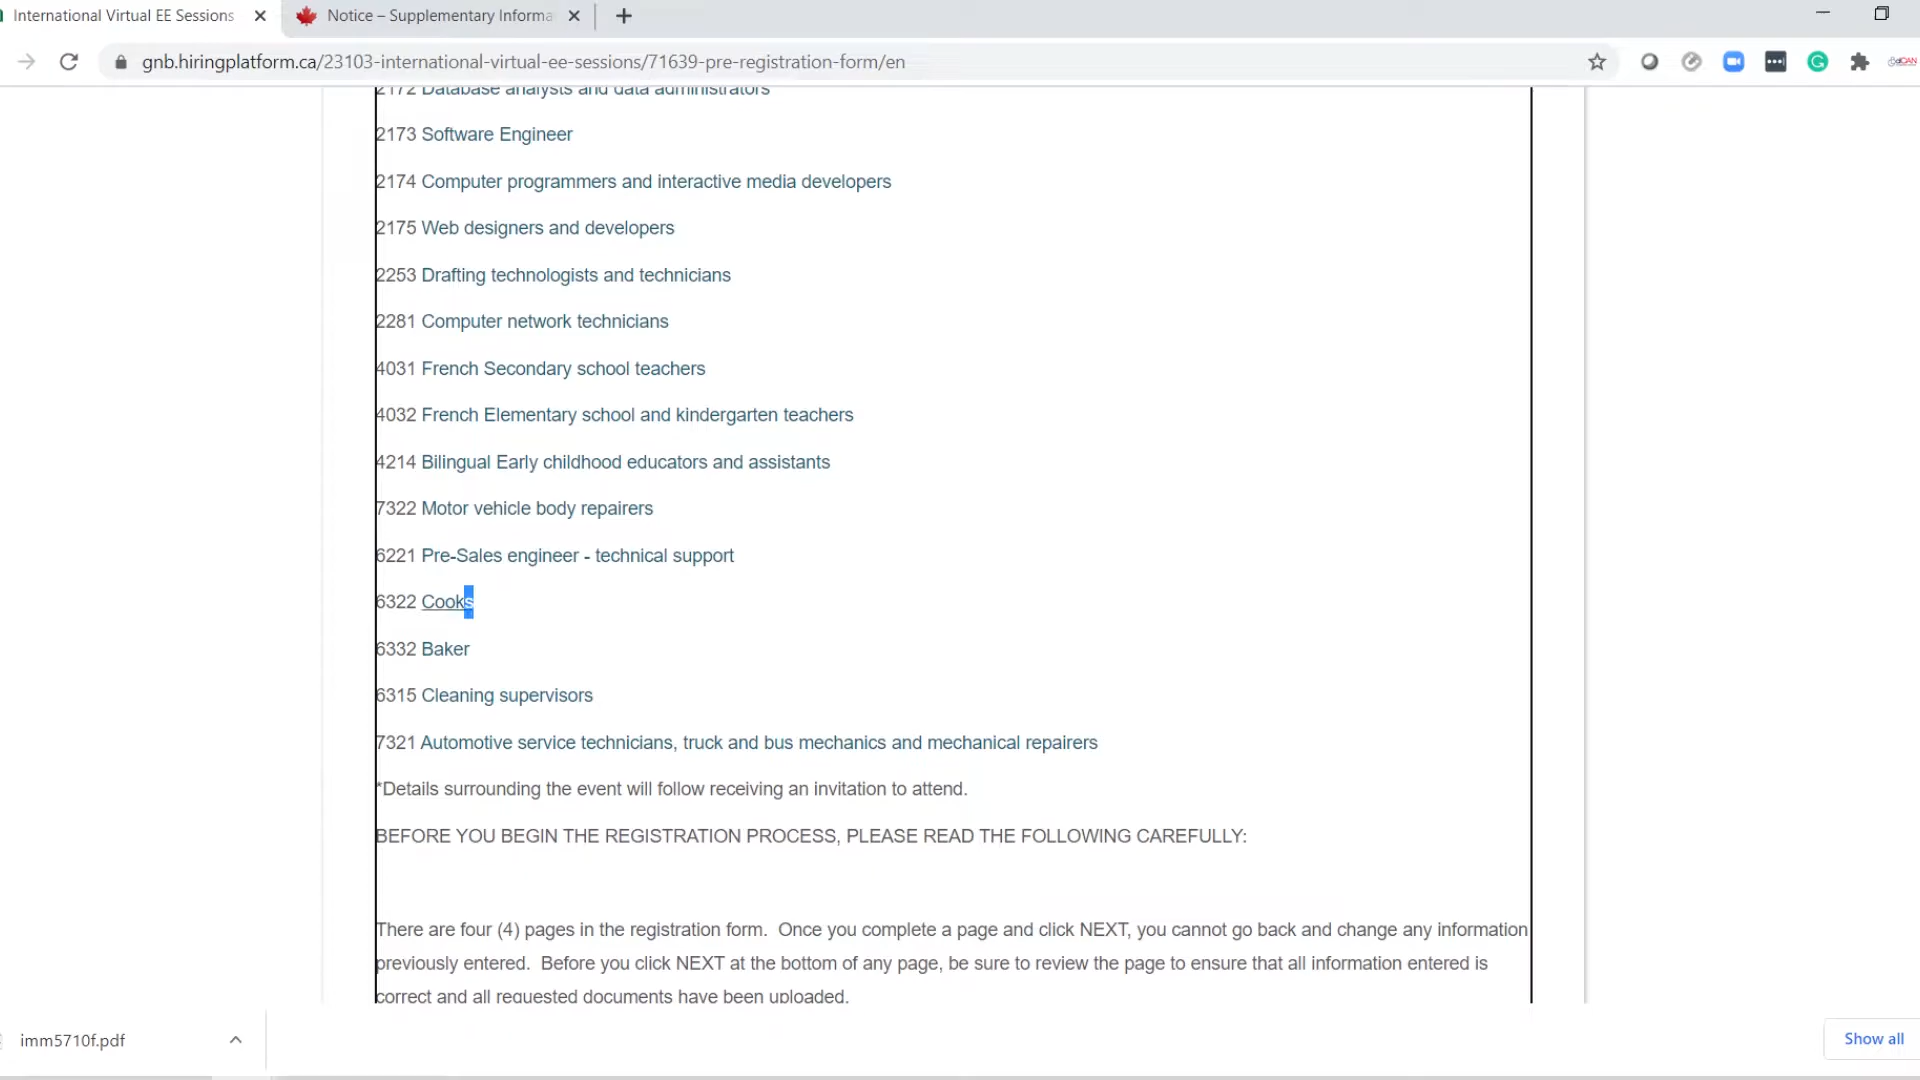 International Virtual EE Sessions
Notice – Supplementary Informa
gnb.hiringplatform.ca/23103-international-virtual-ee-sessions/71639-pre-registration-form/en
2172 Database analysts and data administrators
2173 Software Engineer
2174 Computer programmers and interactive media developers
2175 Web designers and developers
2253 Drafting technologists and technicians
2281 Computer network technicians
4031 French Secondary school teachers
4032 French Elementary school and kindergarten teachers
4214 Bilingual Early childhood educators and assistants
7322 Motor vehicle body repairers
6221 Pre-Sales engineer - technical support
6322 Cooks
6332 Baker
6315 Cleaning supervisors
7321 Automotive service technicians, truck and bus mechanics and mechanical repairers
*Details surrounding the event will follow receiving an invitation to attend.
BEFORE YOU BEGIN THE REGISTRATION PROCESS, PLEASE READ THE FOLLOWING CAREFULLY:
There are four (4) pages in the registration form.  Once you complete a page and click NEXT, you cannot go back and change any information
previously entered.  Before you click NEXT at the bottom of any page, be sure to review the page to ensure that all information entered is
correct and all requested documents have been uploaded.
imm5710f.pdf
Show all